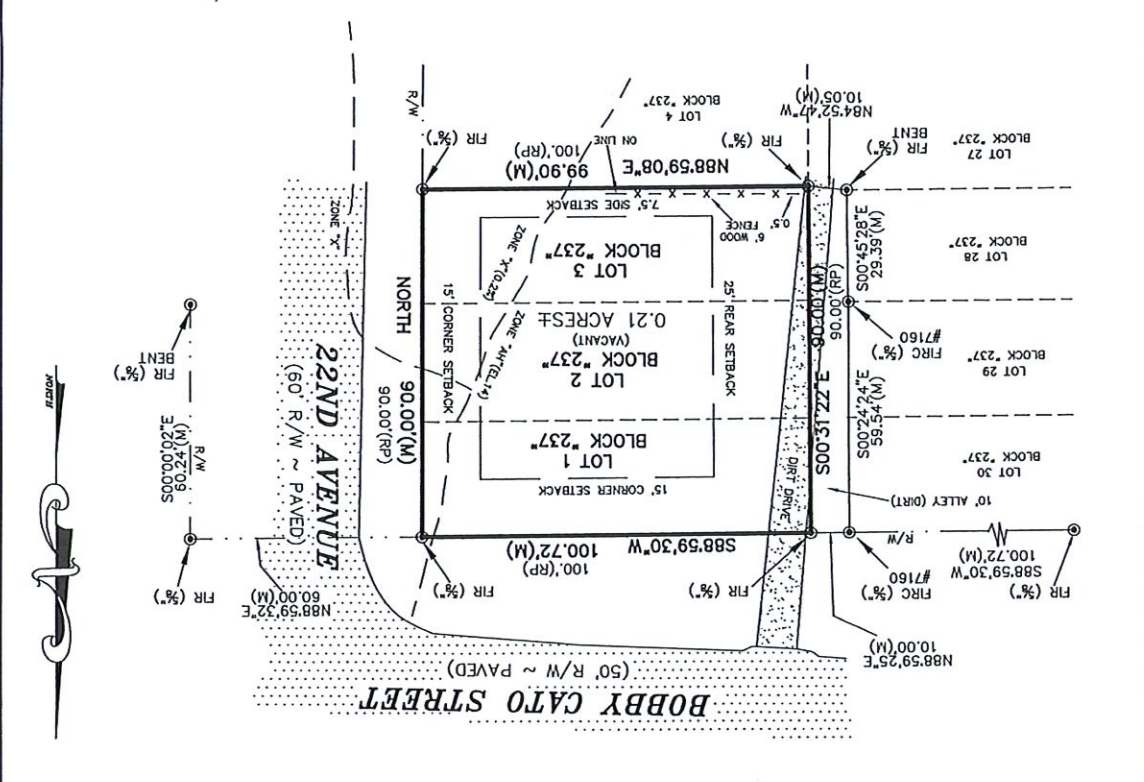 BOBBY CATO STREET
(50' R/W ~ PAVED)
N88°59'25"E
10.00'(M)
FIR (⅝")
S88°59'30"W
100.72'(M)
FIRC (⅝")
#7160
R/W
FIR (⅝")
S88°59'30"W 100.72'(M)
100.'(RP)
FIR (⅝")
N88°59'32"E
60.00'(M)
FIR (⅝")
10' ALLEY (DIRT)
DIRT DRIVE
15' CORNER SETBACK
LOT 30
BLOCK "237"
LOT 1
BLOCK "237"
S00°24'24"E
59.54'(M)
S00°31'22"E 90.00'(M)
90.00'(RP)
NORTH 90.00'(M)
90.00'(RP)
22ND AVENUE
(60' R/W ~ PAVED)
S00°00'02"E
60.24'(M)
R/W
LOT 29
BLOCK "237"
LOT 2
BLOCK "237"
(VACANT)
0.21 ACRES±
25' REAR SETBACK
15' CORNER SETBACK
ZONE "AH"(EL.14)
ZONE "X"(0.2%)
FIRC (⅝")
#7160
FIR (⅝")
BENT
NORTH
LOT 28
BLOCK "237"
S00°45'28"E
29.39'(M)
LOT 3
BLOCK "237"
7.5' SIDE SETBACK
6' WOOD
FENCE
0.5'
ZONE "X"
N88°59'08"E 99.90'(M)
100.'(RP)
ON LINE
LOT 27
BLOCK "237"
FIR (⅝")
BENT
N84°52'47"W
10.05'(M)
FIR (⅝")
LOT 4
BLOCK "237"
FIR (⅝")
R/W